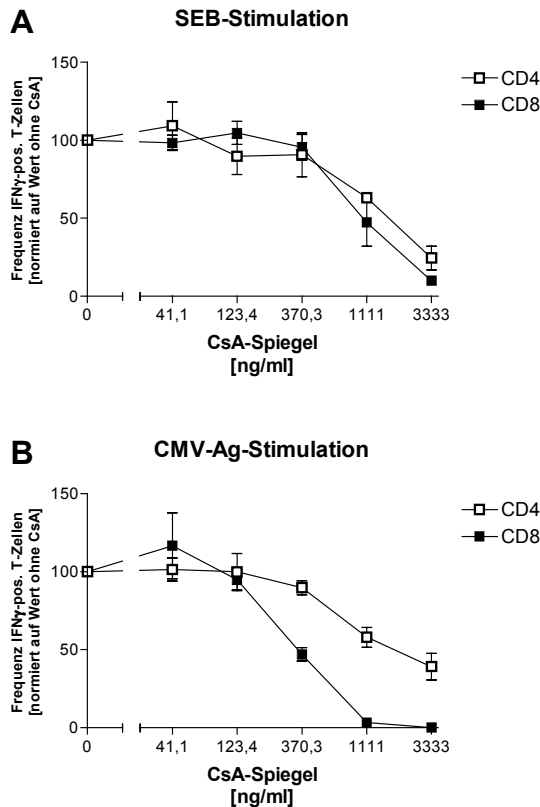 A
SEB-Stimulation
Frequenz IFNγ-pos. T-Zellen
[normiert auf Wert ohne CsA]
150
100
50
0
0
41,1
123,4
370,3
1111
3333
CsA-Spiegel
[ng/ml]
CD4
CD8
B
CMV-Ag-Stimulation
Frequenz IFNγ-pos. T-Zellen
[normiert auf Wert ohne CsA]
150
100
50
0
0
41,1
123,4
370,3
1111
3333
CsA-Spiegel
[ng/ml]
CD4
CD8